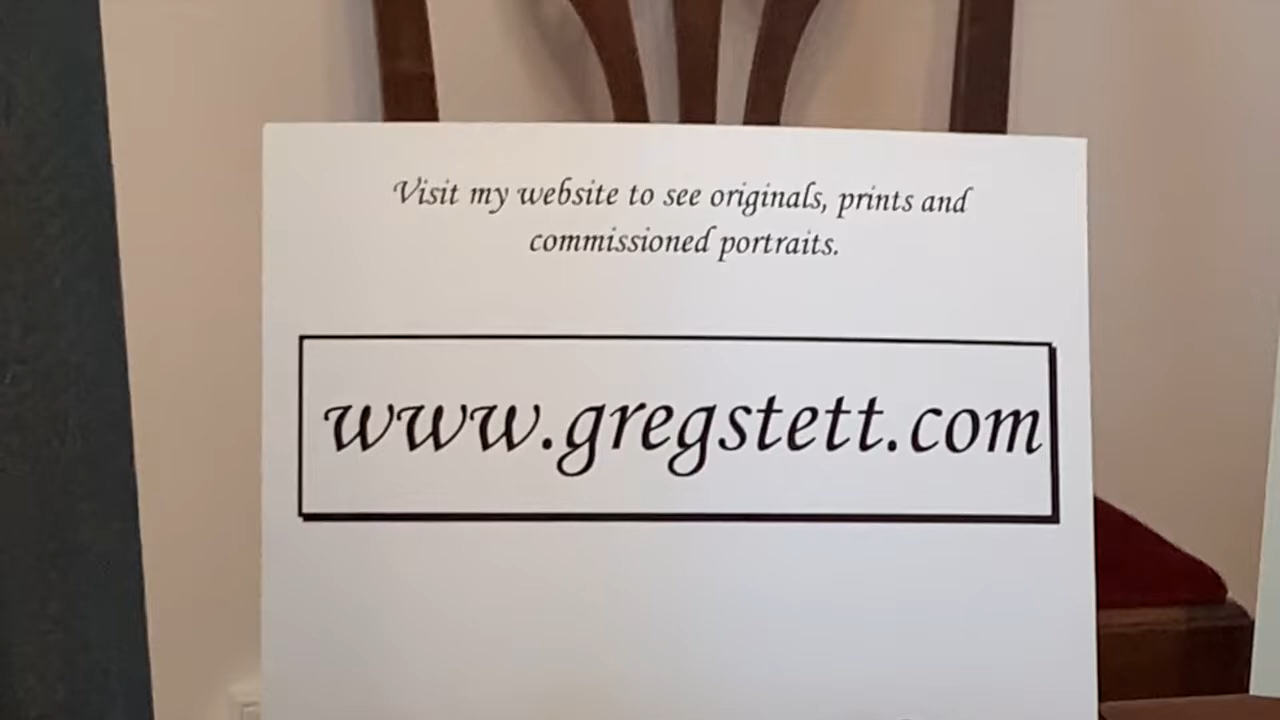 Visit my website to see originals, prints and
commissioned portraits.
www.gregstett.com